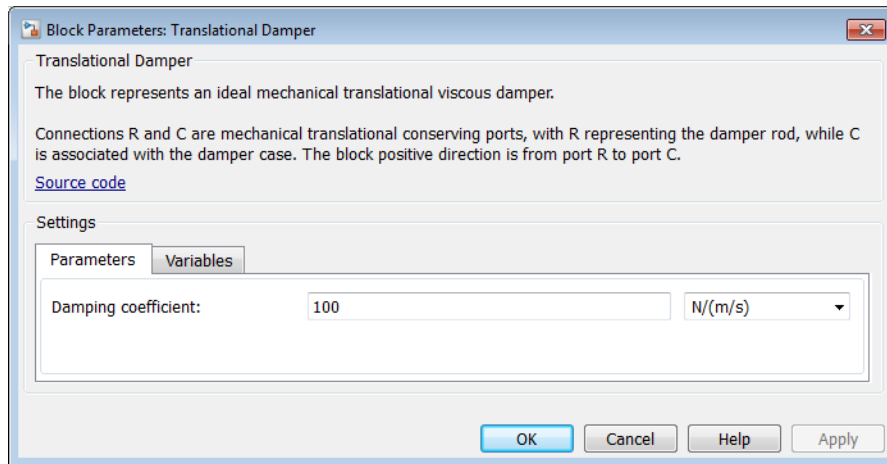 Block Parameters: Translational Damper
Translational Damper
The block represents an ideal mechanical translational viscous damper.
Connections R and C are mechanical translational conserving ports, with R representing the damper rod, while C
is associated with the damper case. The block positive direction is from port R to port C.
Source code
Settings
Parameters Variables
Damping coefficient: 100 N/(m/s)
OK Cancel Help Apply